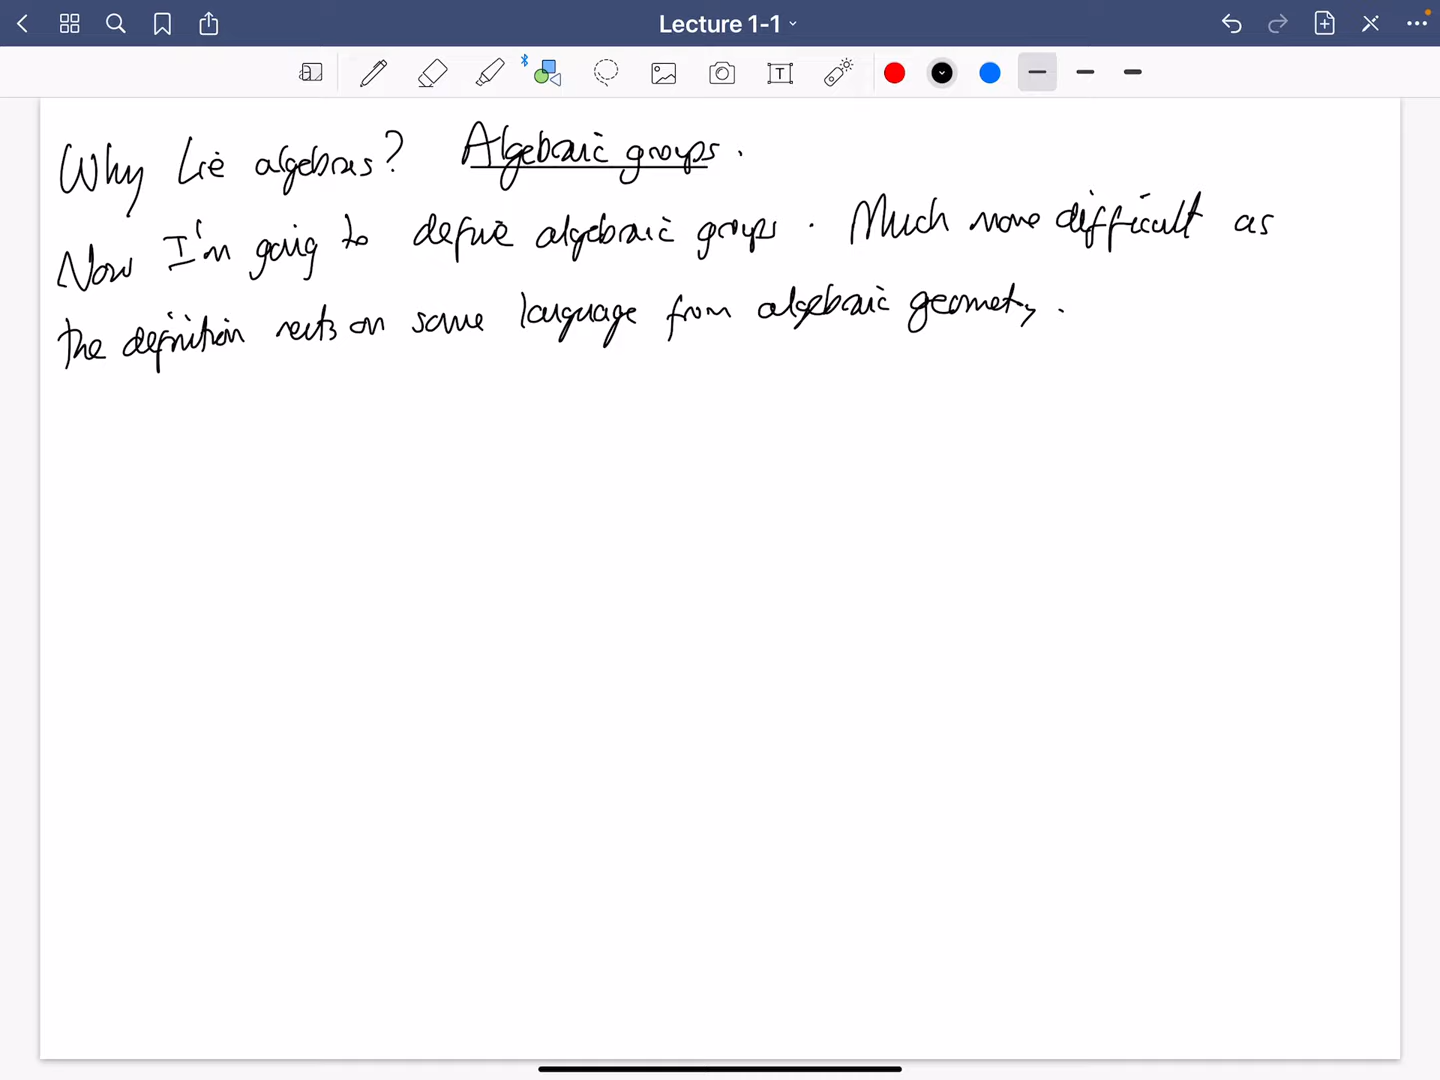 Lecture 1-1
T
Why Lie algebras? Algebraic groups.
Now I'm going to define algebraic groups. Much more difficult as
the definition rests on some language from algebraic geometry.